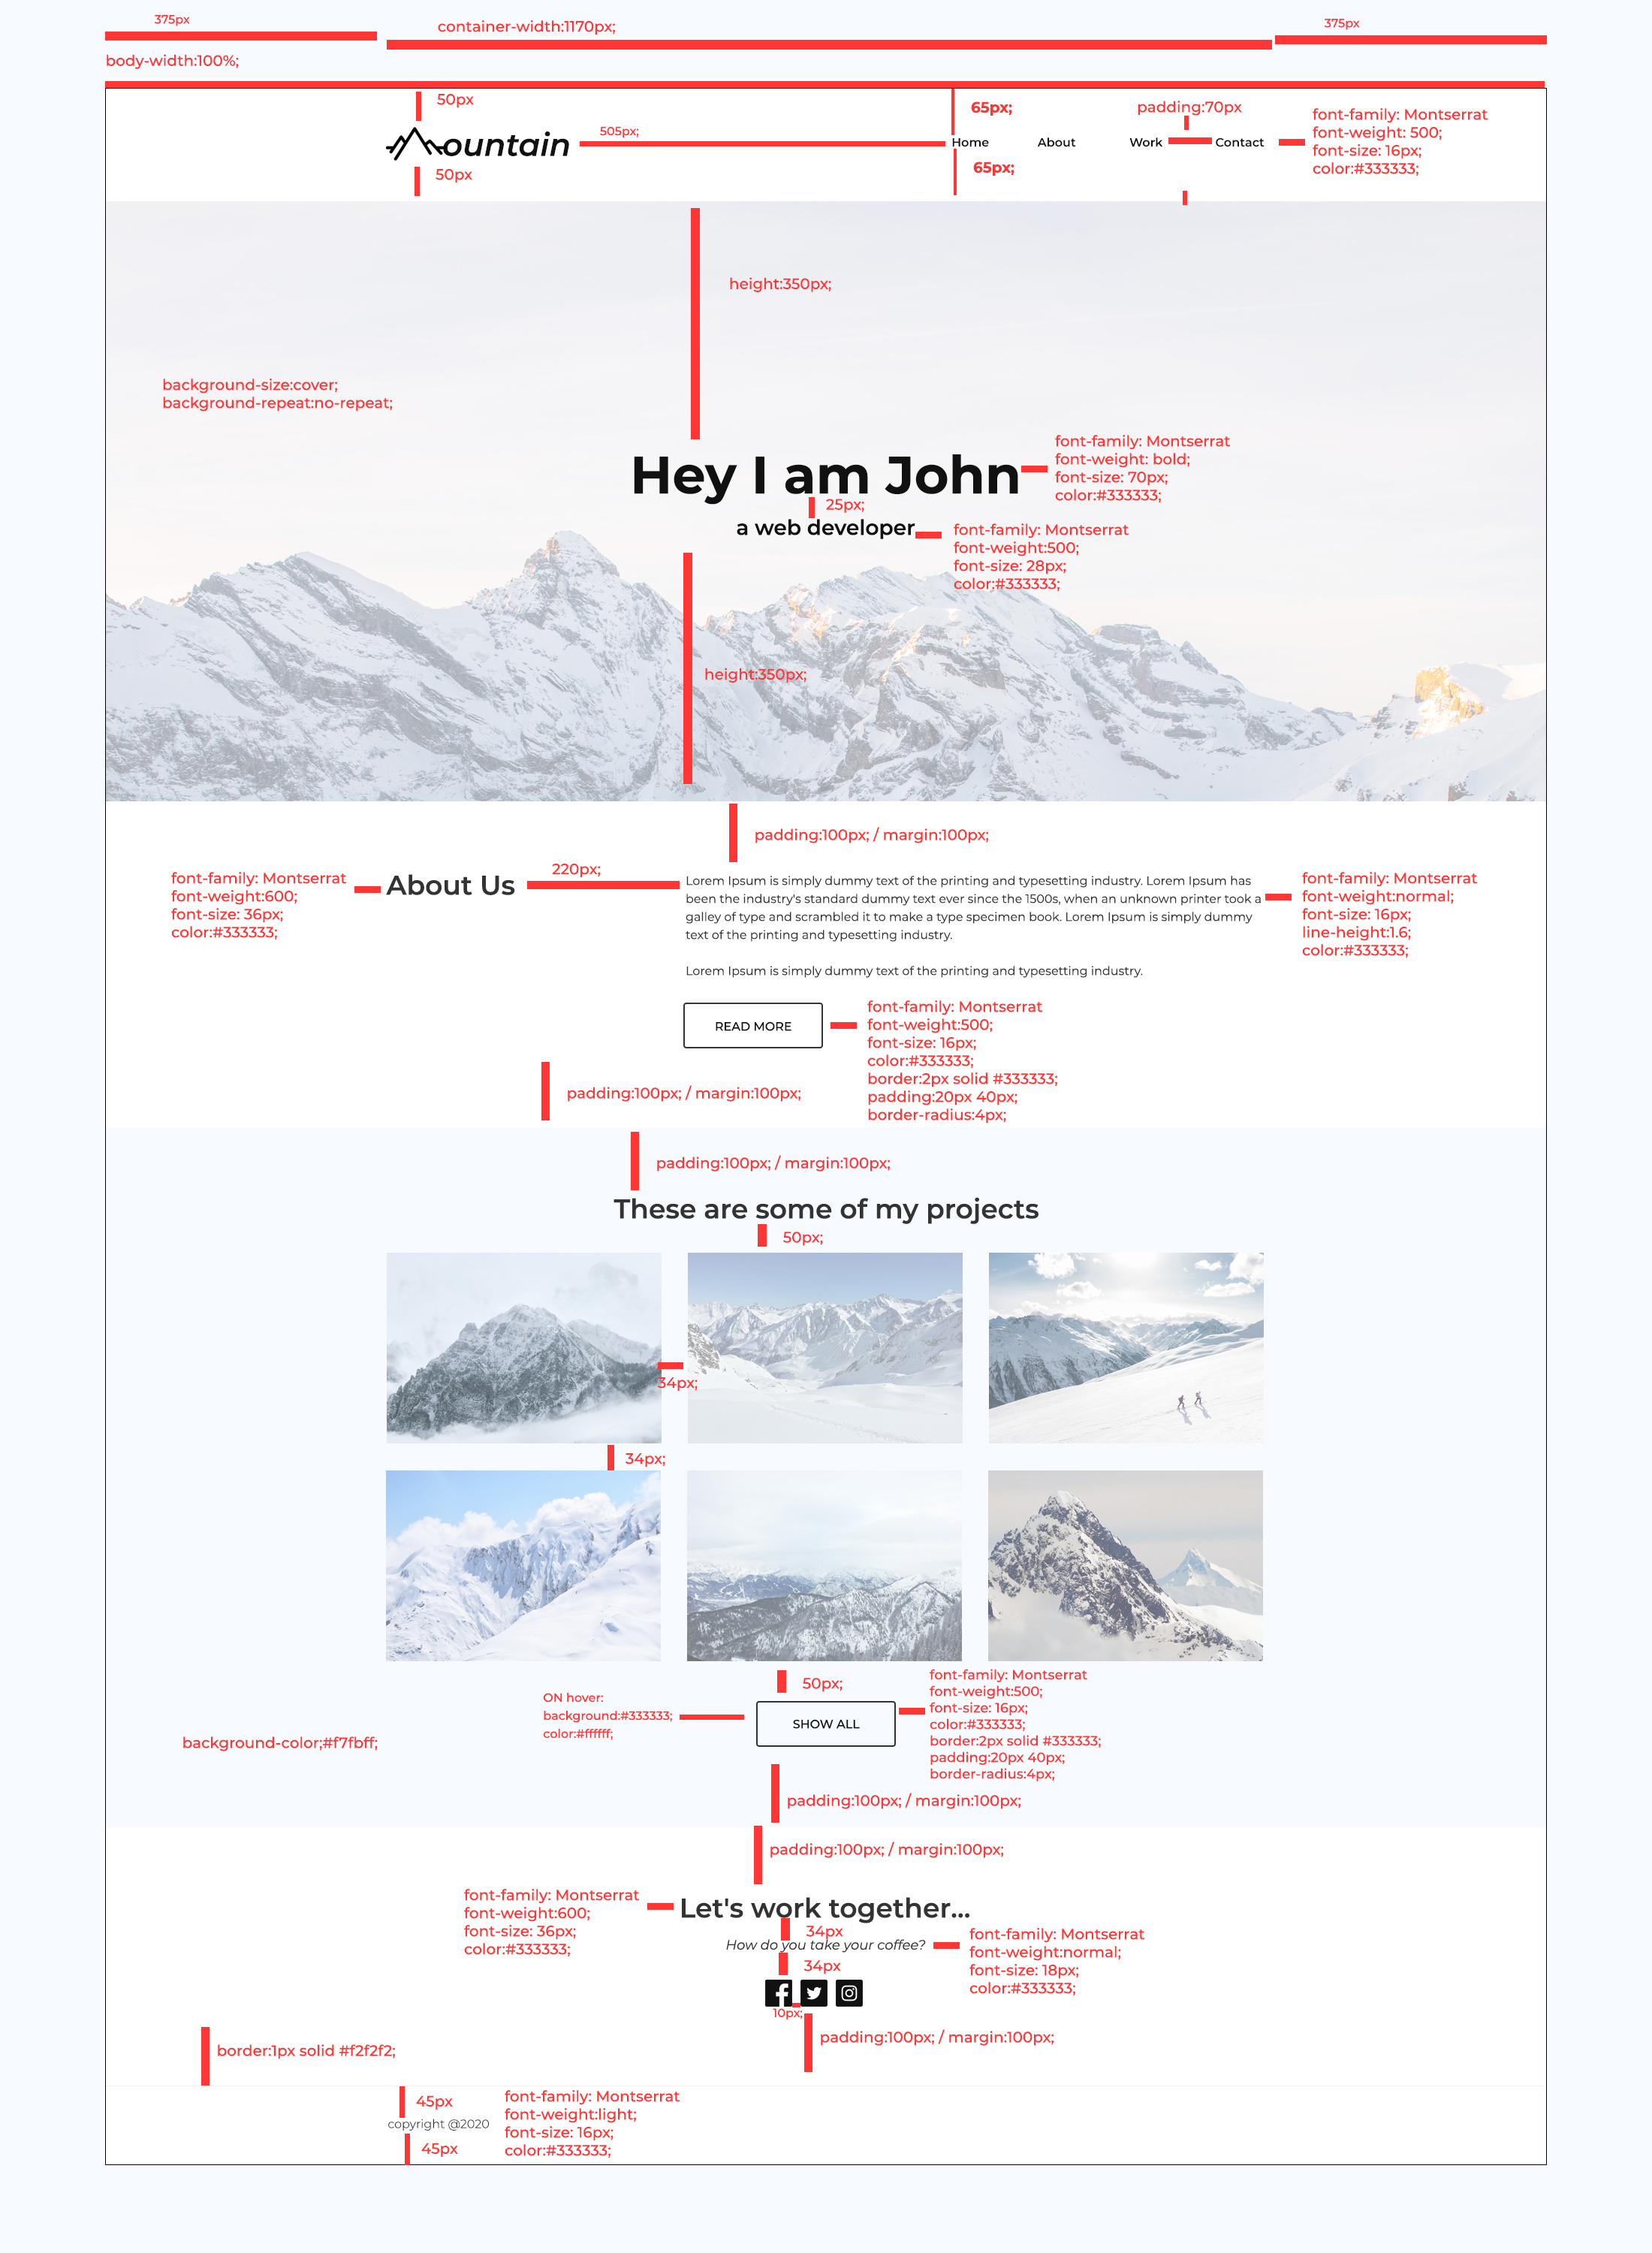 375px
container-width:1170px;
375px
body-width:100%;
50px
ountain
50px
505px;
65px;
Home
About
Work
Contact
65px;
padding:70px
font-family: Montserrat
font-weight: 500;
font-size: 16px;
color:#333333;
height:350px;
background-size:cover;
background-repeat:no-repeat;
Hey I am John
font-family: Montserrat
font-weight: bold;
font-size: 70px;
color:#333333;
25px;
a web developer
font-family: Montserrat
font-weight:500;
font-size: 28px;
color:#333333;
height:350px;
padding:100px; / margin:100px;
font-family: Montserrat
font-weight:600;
font-size: 36px;
color:#333333;
About Us
220px;
Lorem Ipsum is simply dummy text of the printing and typesetting industry. Lorem Ipsum has
been the industry's standard dummy text ever since the 1500s, when an unknown printer took a
galley of type and scrambled it to make a type specimen book. Lorem Ipsum is simply dummy
text of the printing and typesetting industry.
Lorem Ipsum is simply dummy text of the printing and typesetting industry.
font-family: Montserrat
font-weight:normal;
font-size: 16px;
line-height:1.6;
color:#333333;
READ MORE
font-family: Montserrat
font-weight:500;
font-size: 16px;
color:#333333;
border:2px solid #333333;
padding:20px 40px;
border-radius:4px;
padding:100px; / margin:100px;
padding:100px; / margin:100px;
These are some of my projects
50px;
34px;
34px;
50px;
ON hover:
background:#333333;
color:#ffffff;
SHOW ALL
font-family: Montserrat
font-weight:500;
font-size: 16px;
color:#333333;
border:2px solid #333333;
padding:20px 40px;
border-radius:4px;
background-color;#f7fbff;
padding:100px; / margin:100px;
padding:100px; / margin:100px;
font-family: Montserrat
font-weight:600;
font-size: 36px;
color:#333333;
Let's work together...
34px
How do you take your coffee?
34px
font-family: Montserrat
font-weight:normal;
font-size: 18px;
color:#333333;
10px;
padding:100px; / margin:100px;
border:1px solid #f2f2f2;
45px
copyright @2020
45px
font-family: Montserrat
font-weight:light;
font-size: 16px;
color:#333333;